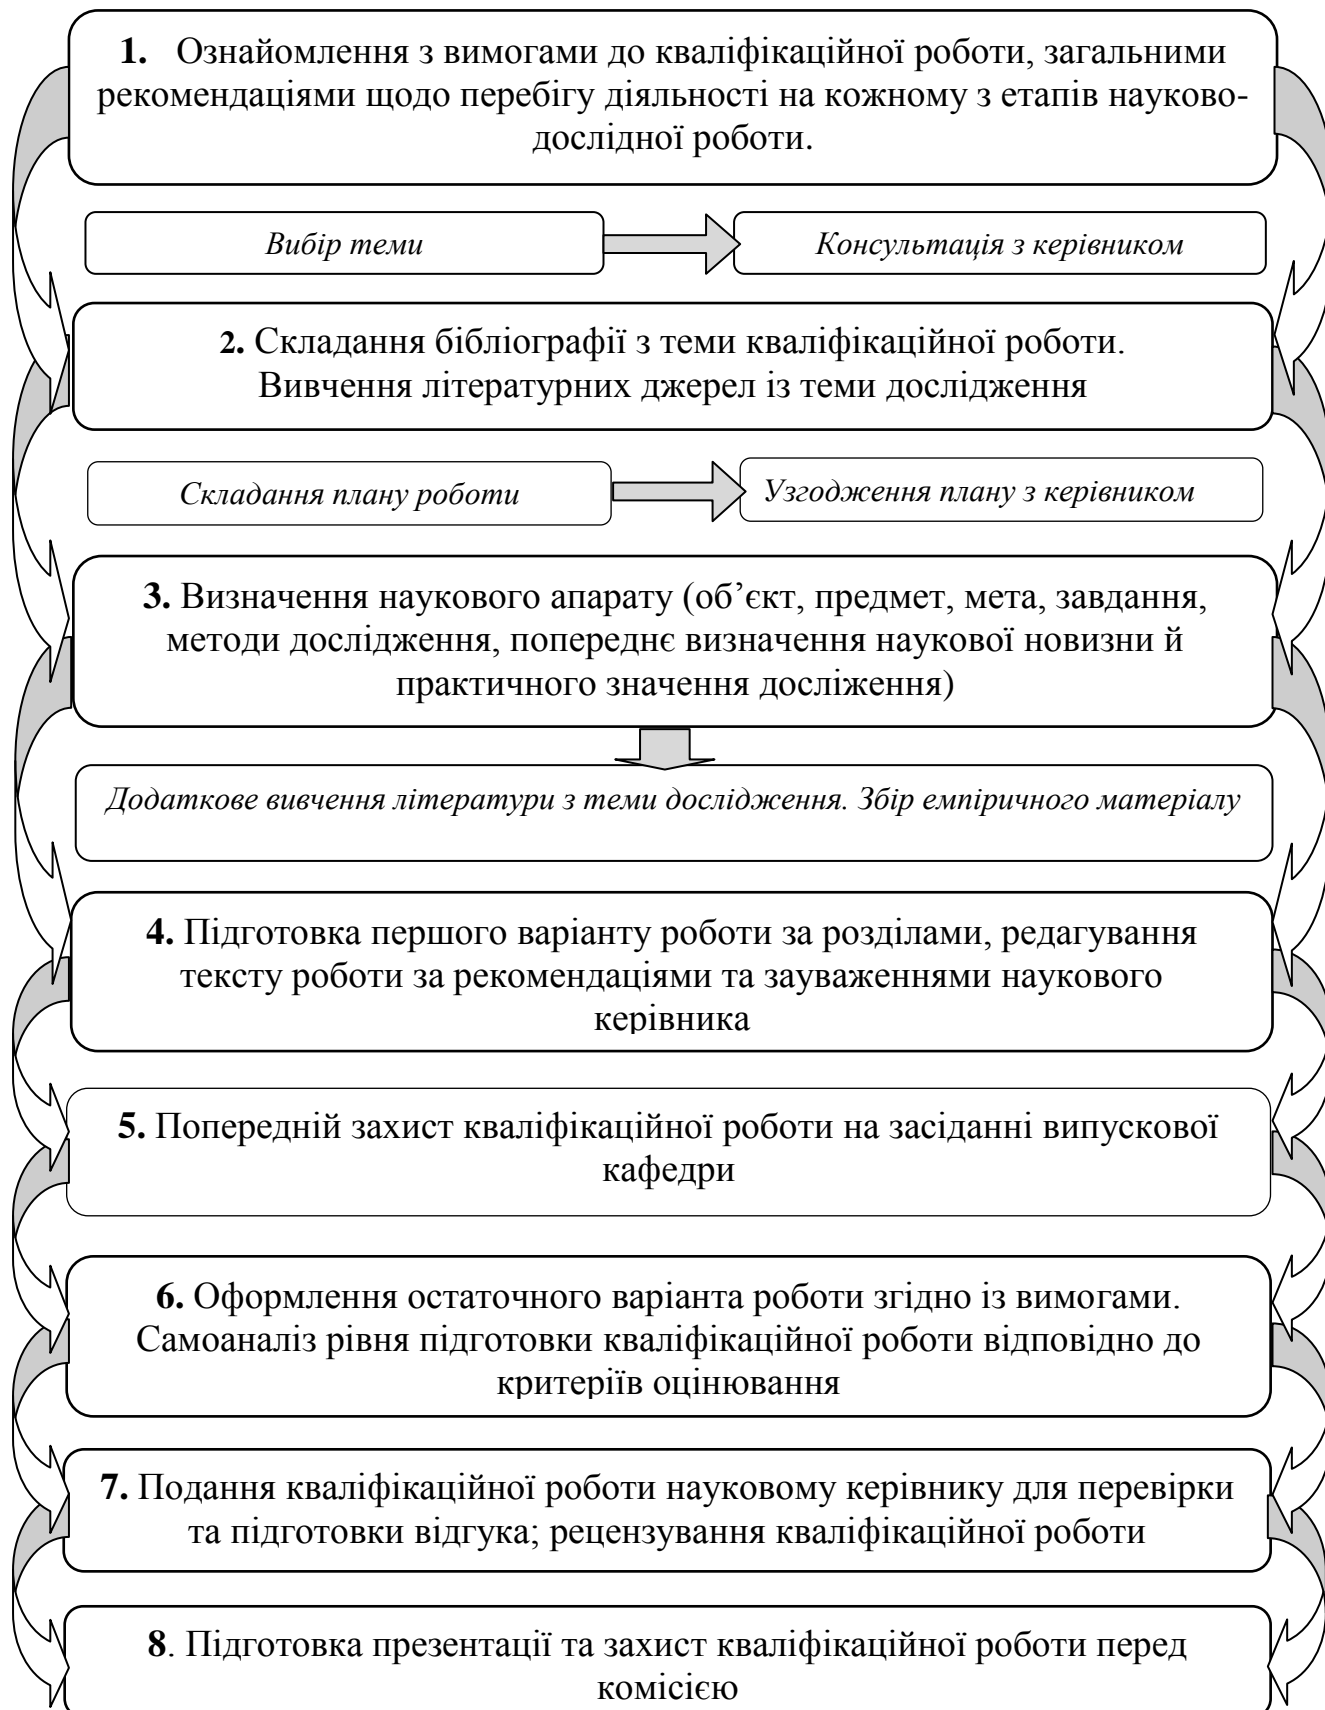 1. Ознайомлення з вимогами до кваліфікаційної роботи, загальними
рекомендаціями щодо перебігу діяльності на кожному з етапів науково-
дослідної роботи.
Вибір теми
Консультація з керівником
2. Складання бібліографії з теми кваліфікаційної роботи.
Вивчення літературних джерел із теми дослідження
Складання плану роботи
Узгодження плану з керівником
3. Визначення наукового апарату (об’єкт, предмет, мета, завдання,
методи дослідження, попереднє визначення наукової новизни й
практичного значення досліження)
Додаткове вивчення літератури з теми дослідження. Збір емпіричного матеріалу
4. Підготовка першого варіанту роботи за розділами, редагування
тексту роботи за рекомендаціями та зауваженнями наукового
керівника
5. Попередній захист кваліфікаційної роботи на засіданні випускової
кафедри
6. Оформлення остаточного варіанта роботи згідно із вимогами.
Самоаналіз рівня підготовки кваліфікаційної роботи відповідно до
критеріїв оцінювання
7. Подання кваліфікаційної роботи науковому керівнику для перевірки
та підготовки відгука; рецензування кваліфікаційної роботи
8. Підготовка презентації та захист кваліфікаційної роботи перед
комісією